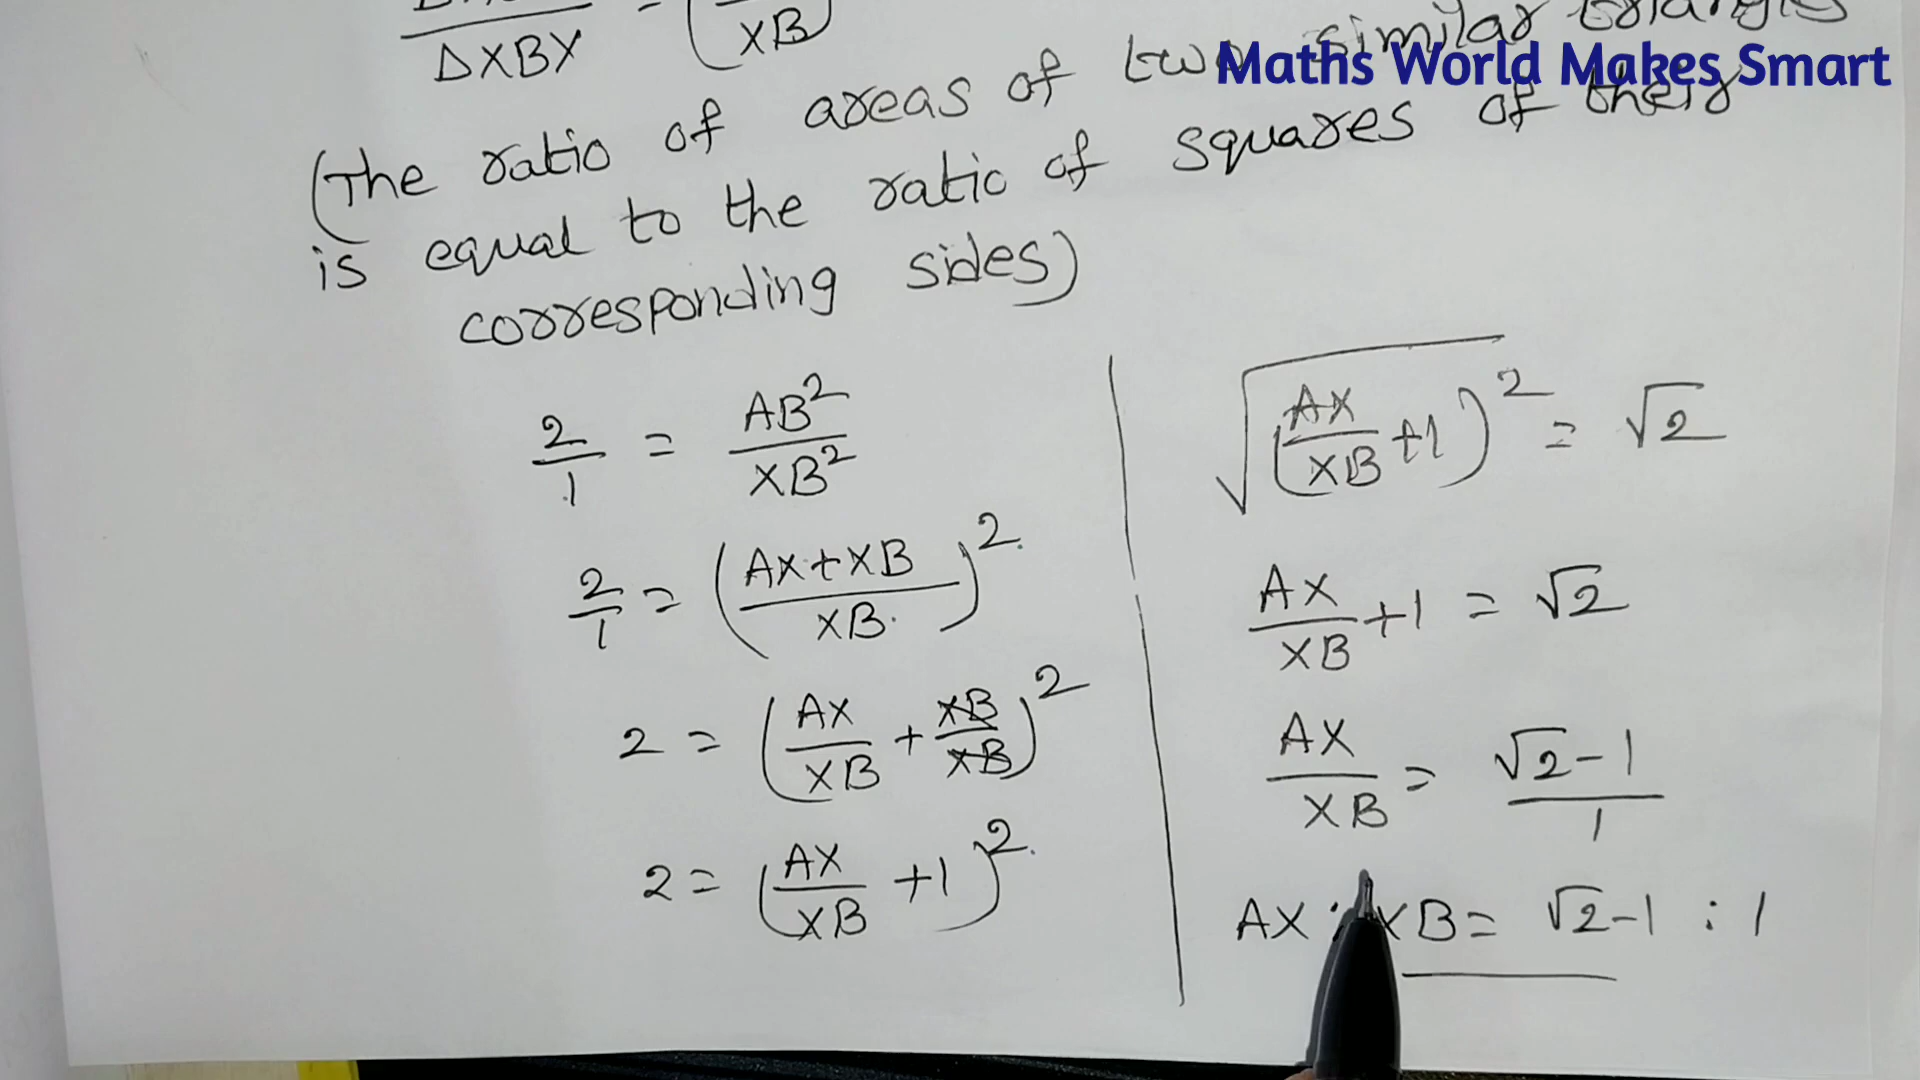 ΔXBY = ( XB )
Maths World Makes Smart
(The ratio of areas of two similar triangles
is equal to the ratio of squares of their
corresponding sides)
2/1 = AB²/XB²
2/1 = (AX+XB/XB)²
2 = (AX/XB + XB/XB)²
2 = (AX/XB +1)²
√(AX/XB +1)² = √2
AX/XB +1 = √2
AX/XB = √2-1/1
AX : XB = √2-1 : 1